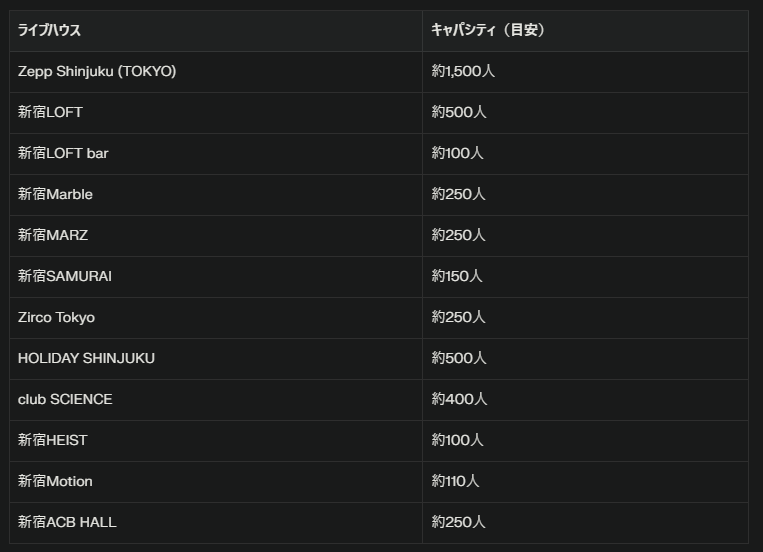 ライブハウス キャパシティ（目安）
Zepp Shinjuku (TOKYO) 約1,500人
新宿LOFT 約500人
新宿LOFT bar 約100人
新宿Marble 約250人
新宿MARZ 約250人
新宿SAMURAI 約150人
Zirco Tokyo 約250人
HOLIDAY SHINJUKU 約500人
club SCIENCE 約400人
新宿HEIST 約100人
新宿Motion 約110人
新宿ACB HALL 約250人